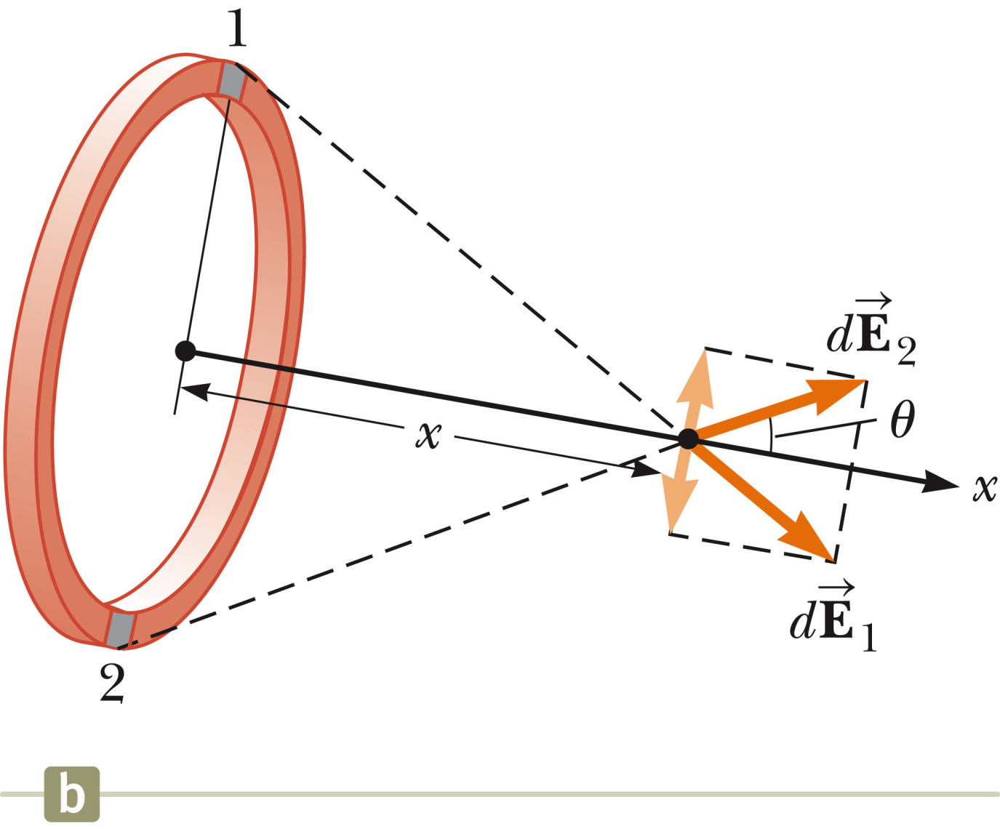 1
dE⃗₂
θ
x
x
dE⃗₁
2
b